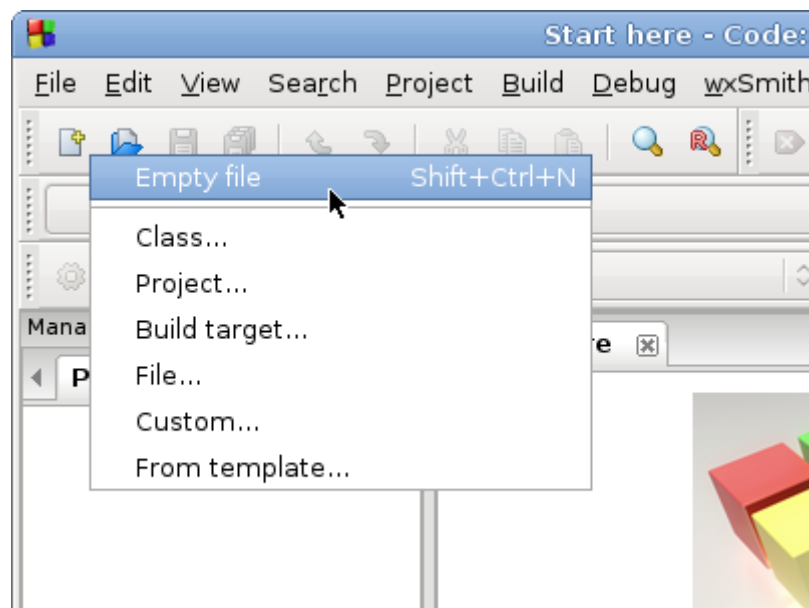 Start here - Code:
File Edit View Search Project Build Debug wxSmith
Empty file Shift+Ctrl+N
Class...
Project...
Build target...
File...
Custom...
From template...
Mana
re
P